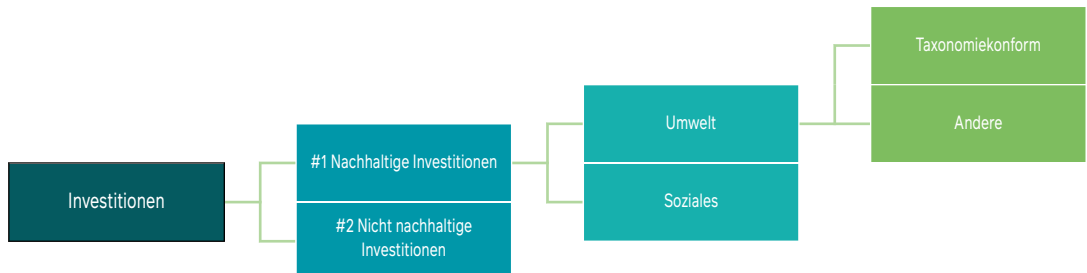 Investitionen
#1 Nachhaltige Investitionen
#2 Nicht nachhaltige
Investitionen
Umwelt
Soziales
Taxonomiekonform
Andere